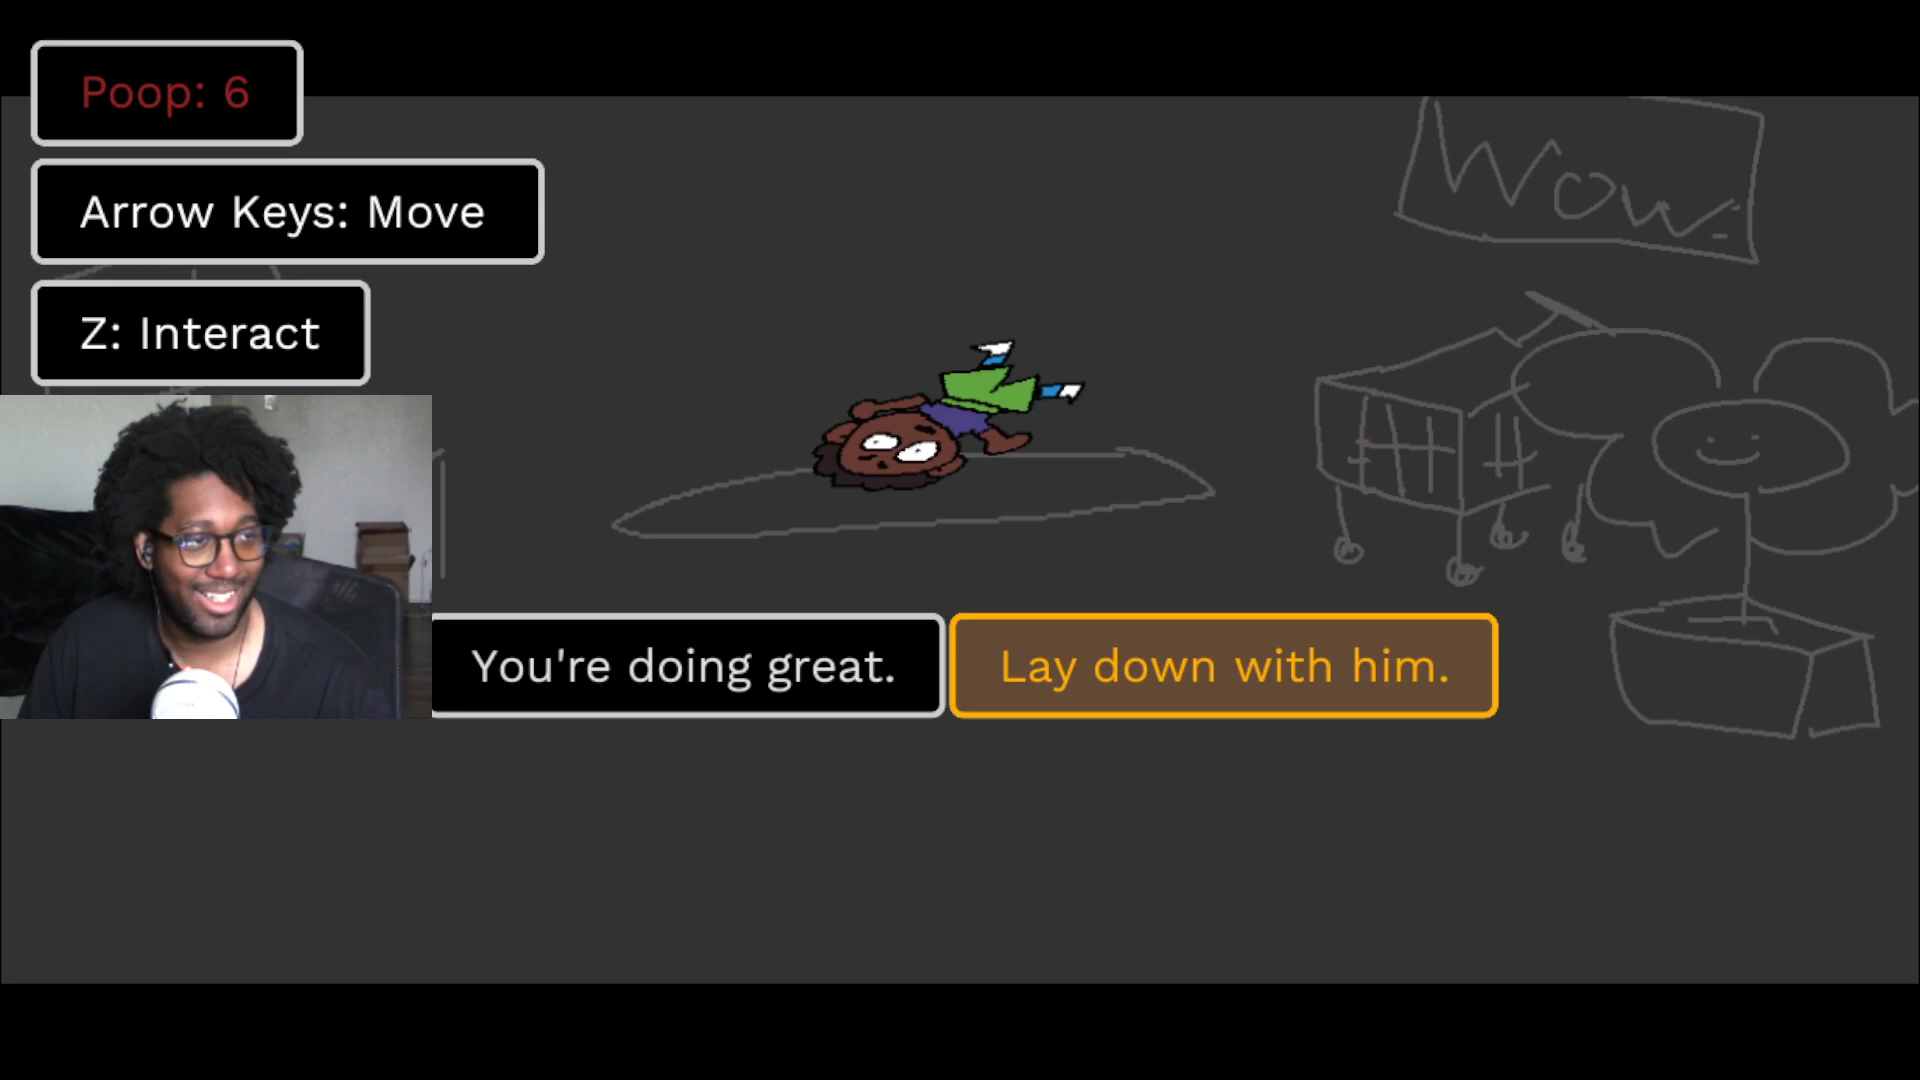 Poop: 6
Arrow Keys: Move
Z: Interact
Wow.
You're doing great.
Lay down with him.